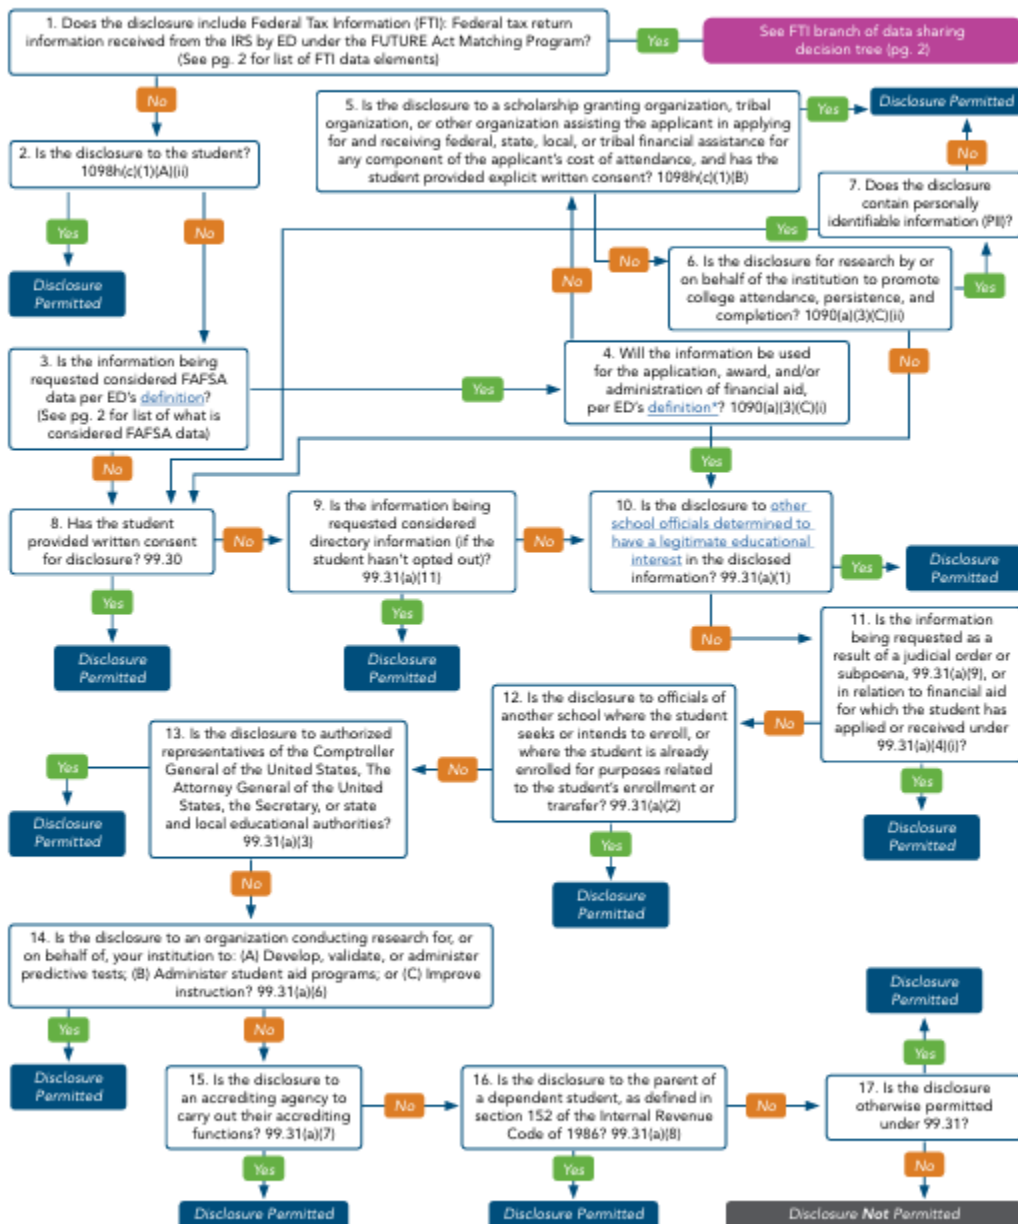 1. Does the disclosure include Federal Tax Information (FTI): Federal tax return
information received from the IRS by ED under the FUTURE Act Matching Program?
(See pg. 2 for list of FTI data elements)
Yes
See FTI branch of data sharing
decision tree (pg. 2)
No
2. Is the disclosure to the student?
1098h(c)(1)(A)(ii)
Yes
Disclosure
Permitted
No
5. Is the disclosure to a scholarship granting organization, tribal
organization, or other organization assisting the applicant in applying
for and receiving federal, state, local, or tribal financial assistance for
any component of the applicant's cost of attendance, and has the
student provided explicit written consent? 1098h(c)(1)(B)
Yes
Disclosure Permitted
No
7. Does the disclosure
contain personally
identifiable information (PII)?
Yes
No
6. Is the disclosure for research by or
on behalf of the institution to promote
college attendance, persistence, and
completion? 1090(a)(3)(C)(ii)
Yes
No
No
3. Is the information being
requested considered FAFSA
data per ED's definition?
(See pg. 2 for list of what is
considered FAFSA data)
Yes
4. Will the information be used
for the application, award, and/or
administration of financial aid,
per ED's definition*? 1090(a)(3)(C)(i)
Yes
No
8. Has the student
provided written consent
for disclosure? 99.30
No
Yes
Disclosure
Permitted
9. Is the information being
requested considered
directory information (if the
student hasn't opted out)?
99.31(a)(11)
No
Yes
Disclosure
Permitted
10. Is the disclosure to other
school officials determined to
have a legitimate educational
interest in the disclosed
information? 99.31(a)(1)
Yes
Disclosure
Permitted
No
11. Is the information
being requested as a
result of a judicial order or
subpoena, 99.31(a)(9), or
in relation to financial aid
for which the student has
applied or received under
99.31(a)(4)(i)?
Yes
Disclosure
Permitted
No
12. Is the disclosure to officials of
another school where the student
seeks or intends to enroll, or
where the student is already
enrolled for purposes related
to the student's enrollment or
transfer? 99.31(a)(2)
Yes
Disclosure
Permitted
No
13. Is the disclosure to authorized
representatives of the Comptroller
General of the United States, The
Attorney General of the United
States, the Secretary, or state
and local educational authorities?
99.31(a)(3)
Yes
Disclosure
Permitted
No
14. Is the disclosure to an organization conducting research for, or
on behalf of, your institution to: (A) Develop, validate, or administer
predictive tests; (B) Administer student aid programs; or (C) Improve
instruction? 99.31(a)(6)
Yes
Disclosure
Permitted
No
15. Is the disclosure to
an accrediting agency to
carry out their accrediting
functions? 99.31(a)(7)
Yes
Disclosure Permitted
No
16. Is the disclosure to the parent of
a dependent student, as defined in
section 152 of the Internal Revenue
Code of 1986? 99.31(a)(8)
Yes
Disclosure Permitted
No
17. Is the disclosure
otherwise permitted
under 99.31?
Yes
Disclosure
Permitted
No
Disclosure Not Permitted